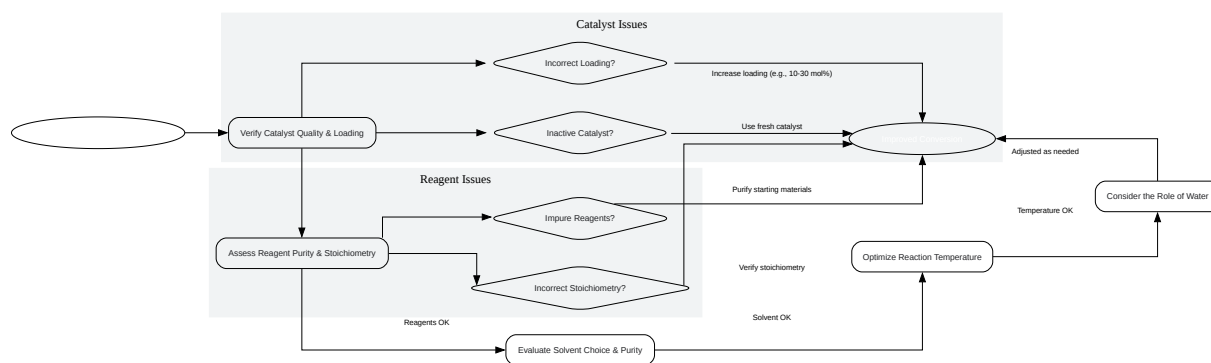 Catalyst Issues
Incorrect Loading?
Increase loading (e.g., 10-30 mol%)
Verify Catalyst Quality & Loading
Inactive Catalyst?
Use fresh catalyst
Adjusted as needed
Reagent Issues
Purify starting materials
Consider the Role of Water
Impure Reagents?
Temperature OK
Assess Reagent Purity & Stoichiometry
Optimize Reaction Temperature
Verify stoichiometry
Incorrect Stoichiometry?
Reagents OK
Solvent OK
Evaluate Solvent Choice & Purity